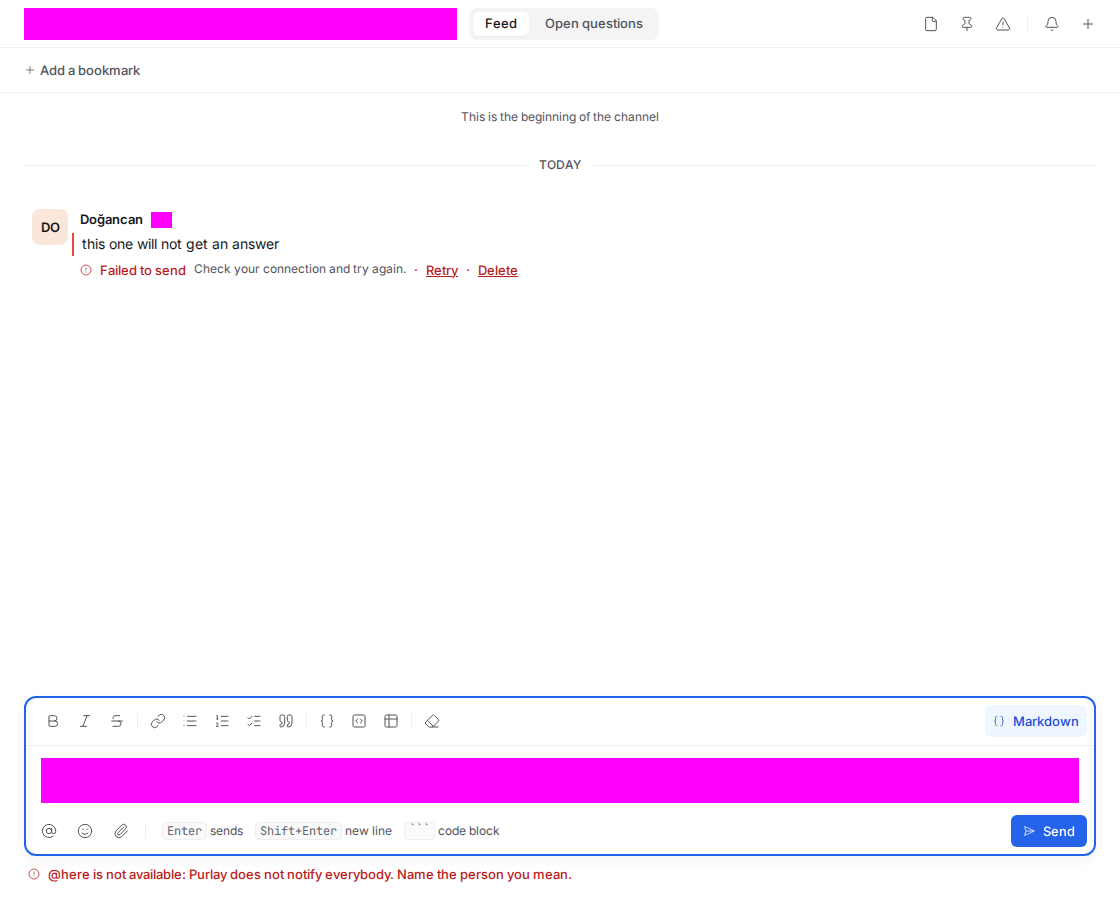 Feed Open questions
+ Add a bookmark
This is the beginning of the channel
TODAY
DO Doğancan
this one will not get an answer
Failed to send Check your connection and try again. · Retry · Delete
Markdown
Enter sends Shift+Enter new line ``` code block Send
@here is not available: Purlay does not notify everybody. Name the person you mean.